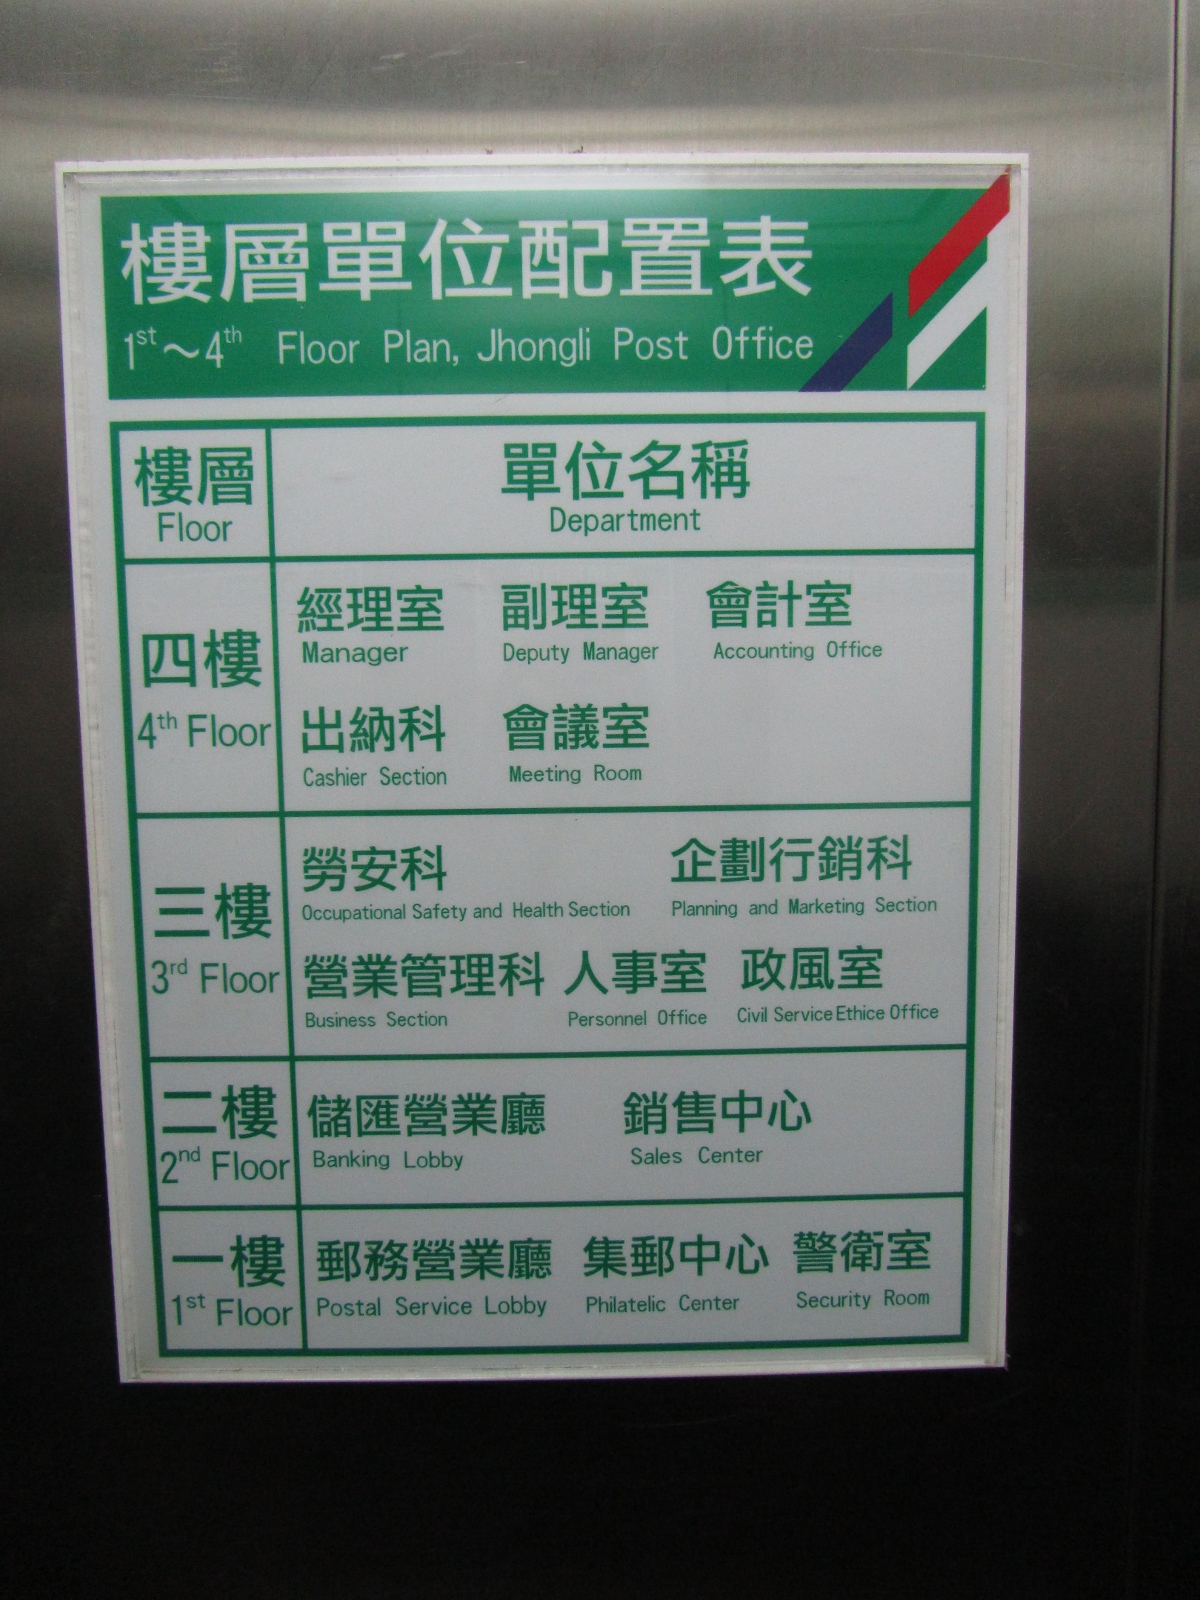 樓層單位配置表
1st～4th Floor Plan, Jhongli Post Office
樓層 單位名稱
Floor Department
經理室 副理室 會計室
Manager Deputy Manager Accounting Office
四樓
4th Floor
出納科 會議室
Cashier Section Meeting Room
勞安科 企劃行銷科
Occupational Safety and Health Section Planning and Marketing Section
三樓
3rd Floor
營業管理科 人事室 政風室
Business Section Personnel Office Civil Service Ethice Office
二樓 儲匯營業廳 銷售中心
2nd Floor Banking Lobby Sales Center
一樓 郵務營業廳 集郵中心 警衛室
1st Floor Postal Service Lobby Philatelic Center Security Room